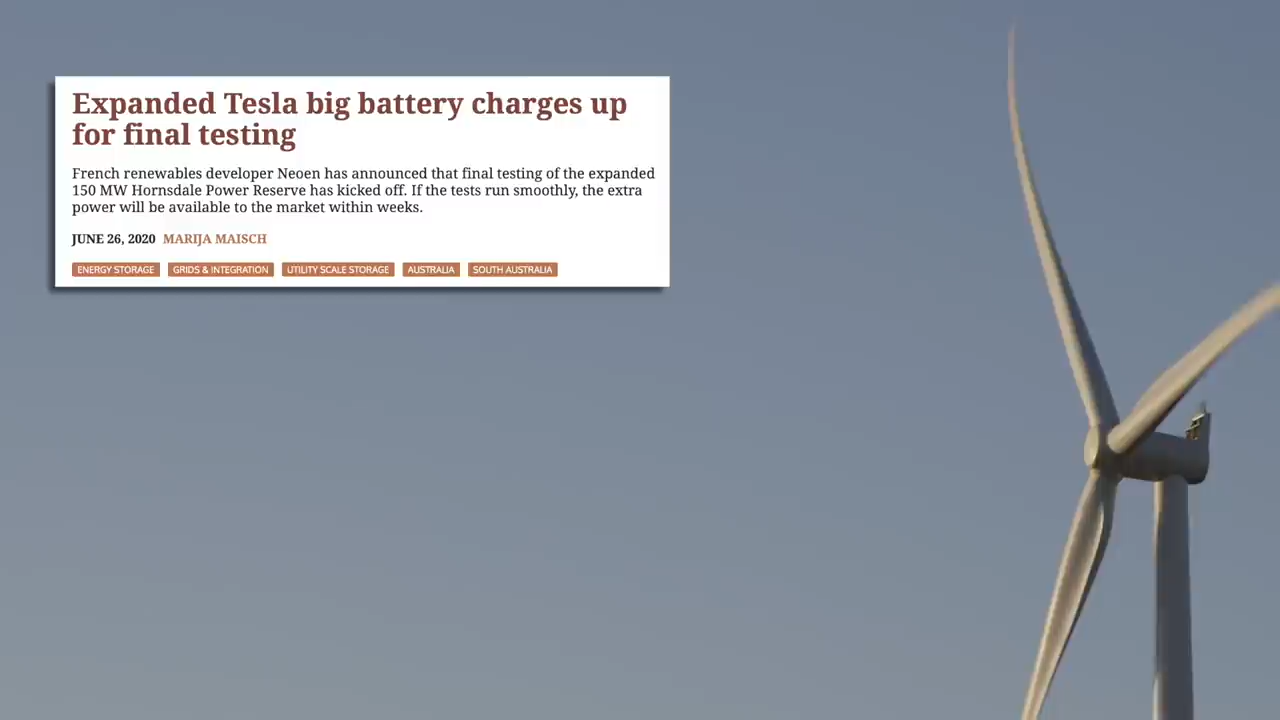 Expanded Tesla big battery charges up
for final testing
French renewables developer Neoen has announced that final testing of the expanded
150 MW Hornsdale Power Reserve has kicked off. If the tests run smoothly, the extra
power will be available to the market within weeks.
JUNE 26, 2020 MARIJA MAISCH
ENERGY STORAGE GRIDS & INTEGRATION UTILITY SCALE STORAGE AUSTRALIA SOUTH AUSTRALIA